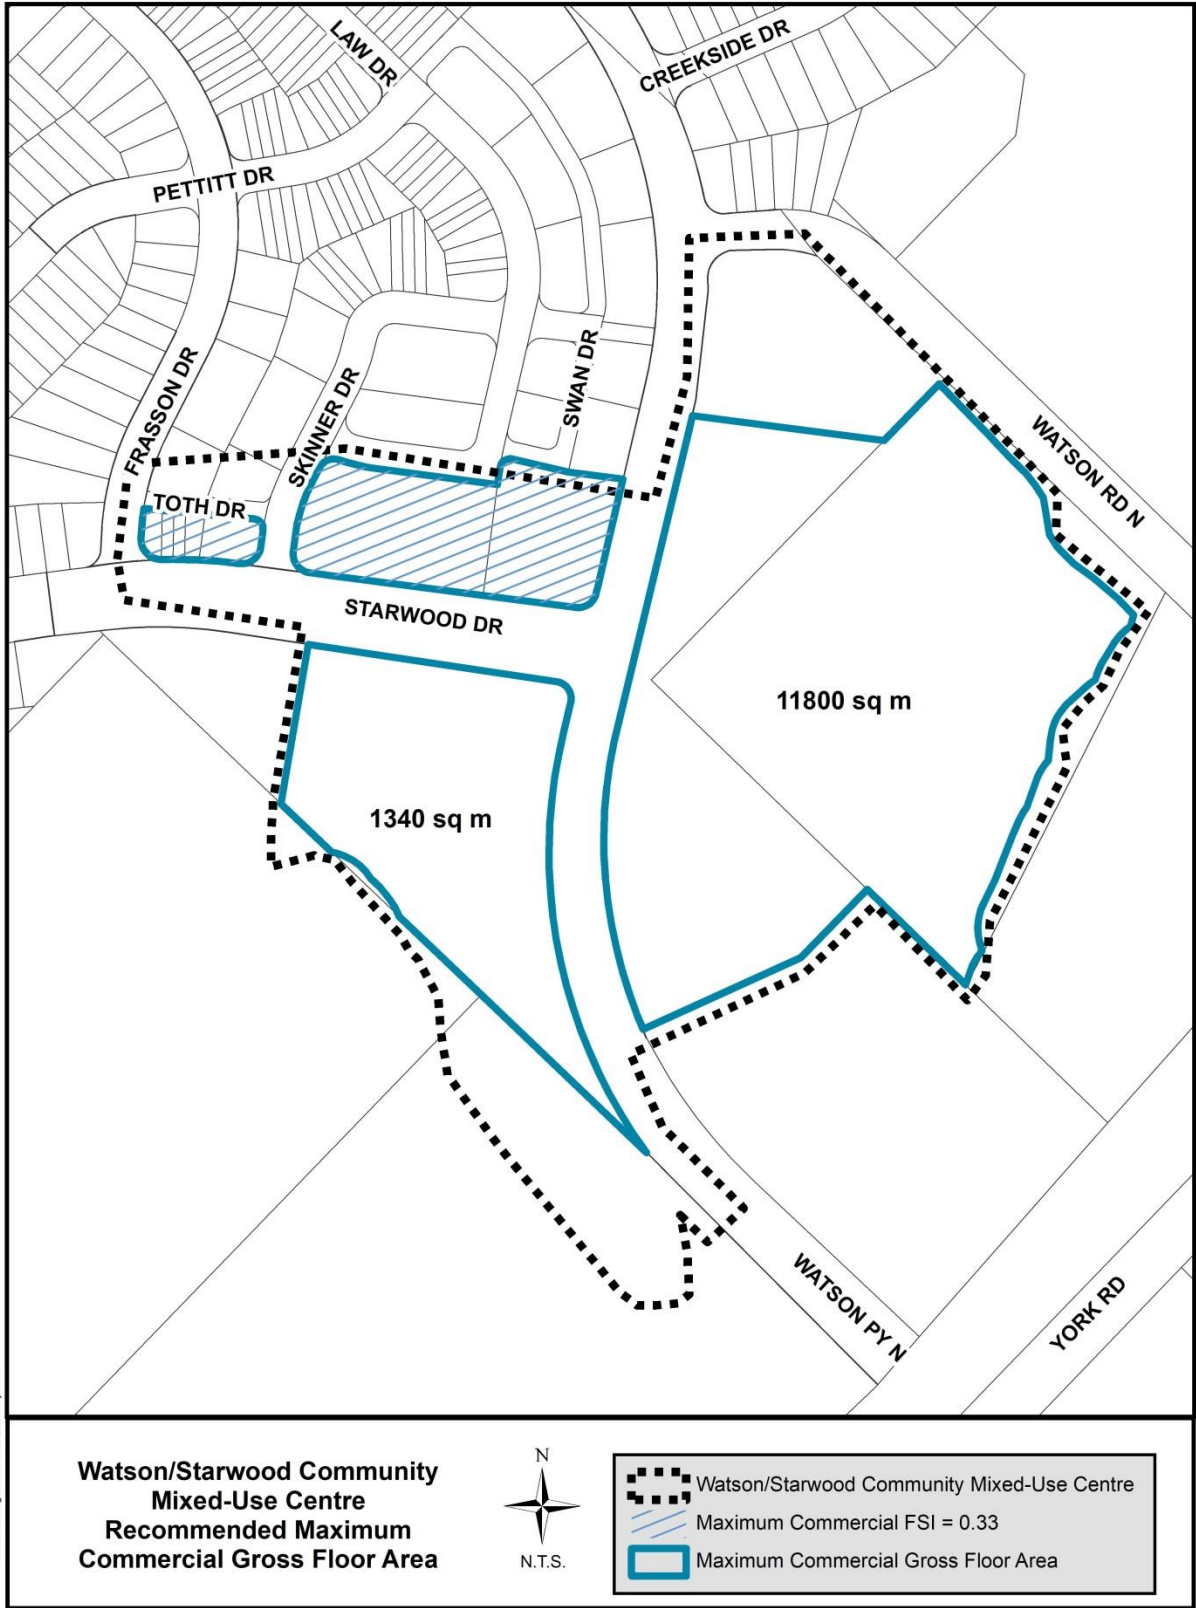 LAW DR
CREEKSIDE DR
PETTITT DR
FRASSON DR
SKINNER DR
SWAN DR
WATSON RD N
TOTH DR
STARWOOD DR
11800 sq m
1340 sq m
WATSON PY N
YORK RD
Watson/Starwood Community
Mixed-Use Centre
Recommended Maximum
Commercial Gross Floor Area
N
N.T.S.
Watson/Starwood Community Mixed-Use Centre
Maximum Commercial FSI = 0.33
Maximum Commercial Gross Floor Area